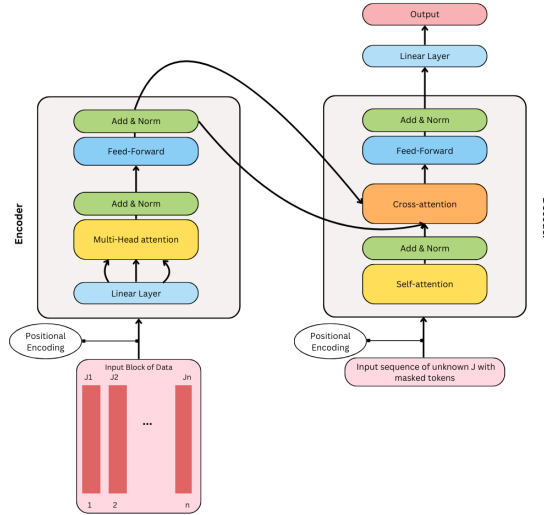 Output
Linear Layer
Encoder
Add & Norm
Feed-Forward
Add & Norm
Multi-Head attention
Linear Layer
Positional
Encoding
Input Block of Data
J1 J2 Jn
...
1 2 n
Add & Norm
Feed-Forward
Cross-attention
Add & Norm
Self-attention
Positional
Encoding
Input sequence of unknown J with
masked tokens